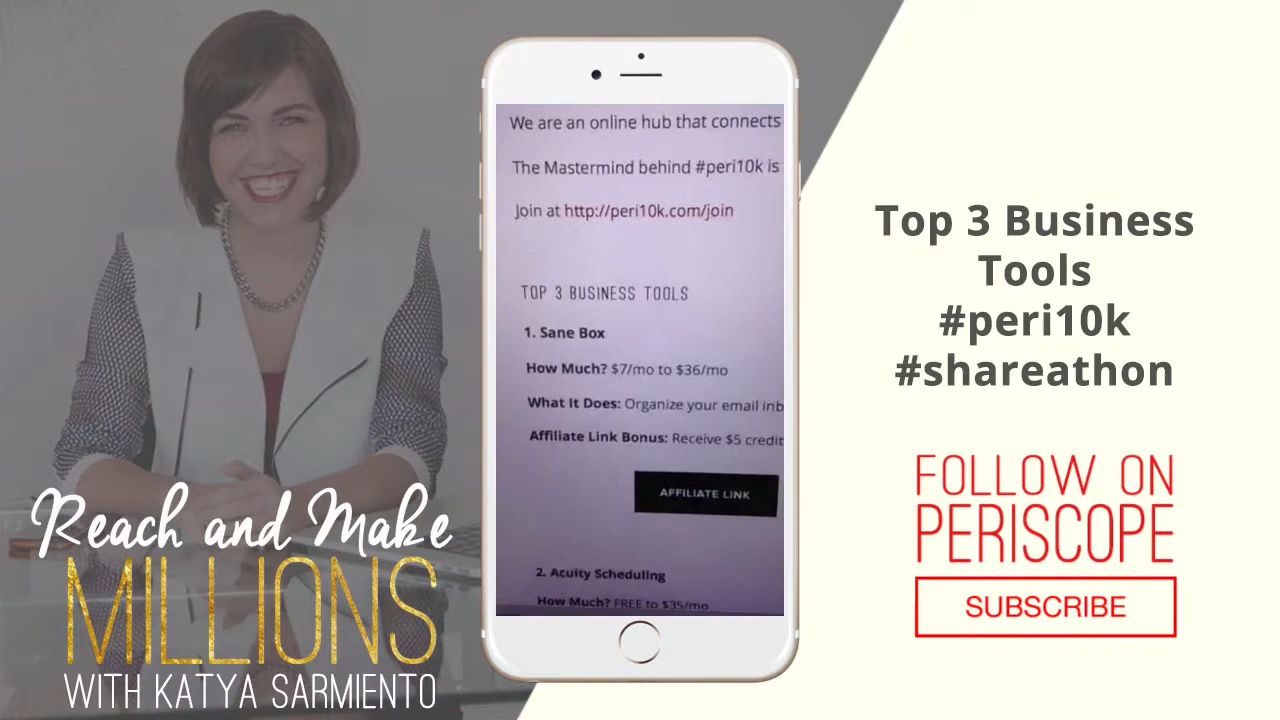 Reach and Make
MILLIONS
WITH KATYA SARMIENTO
We are an online hub that connects
The Mastermind behind #peri10k is
Join at http://peri10k.com/join
TOP 3 BUSINESS TOOLS
1. Sane Box
How Much? $7/mo to $36/mo
What It Does: Organize your email inb
Affiliate Link Bonus: Receive $5 credit
AFFILIATE LINK
2. Acuity Scheduling
How Much? FREE to $35/mo
Top 3 Business
Tools
#peri10k
#shareathon
FOLLOW ON
PERISCOPE
SUBSCRIBE